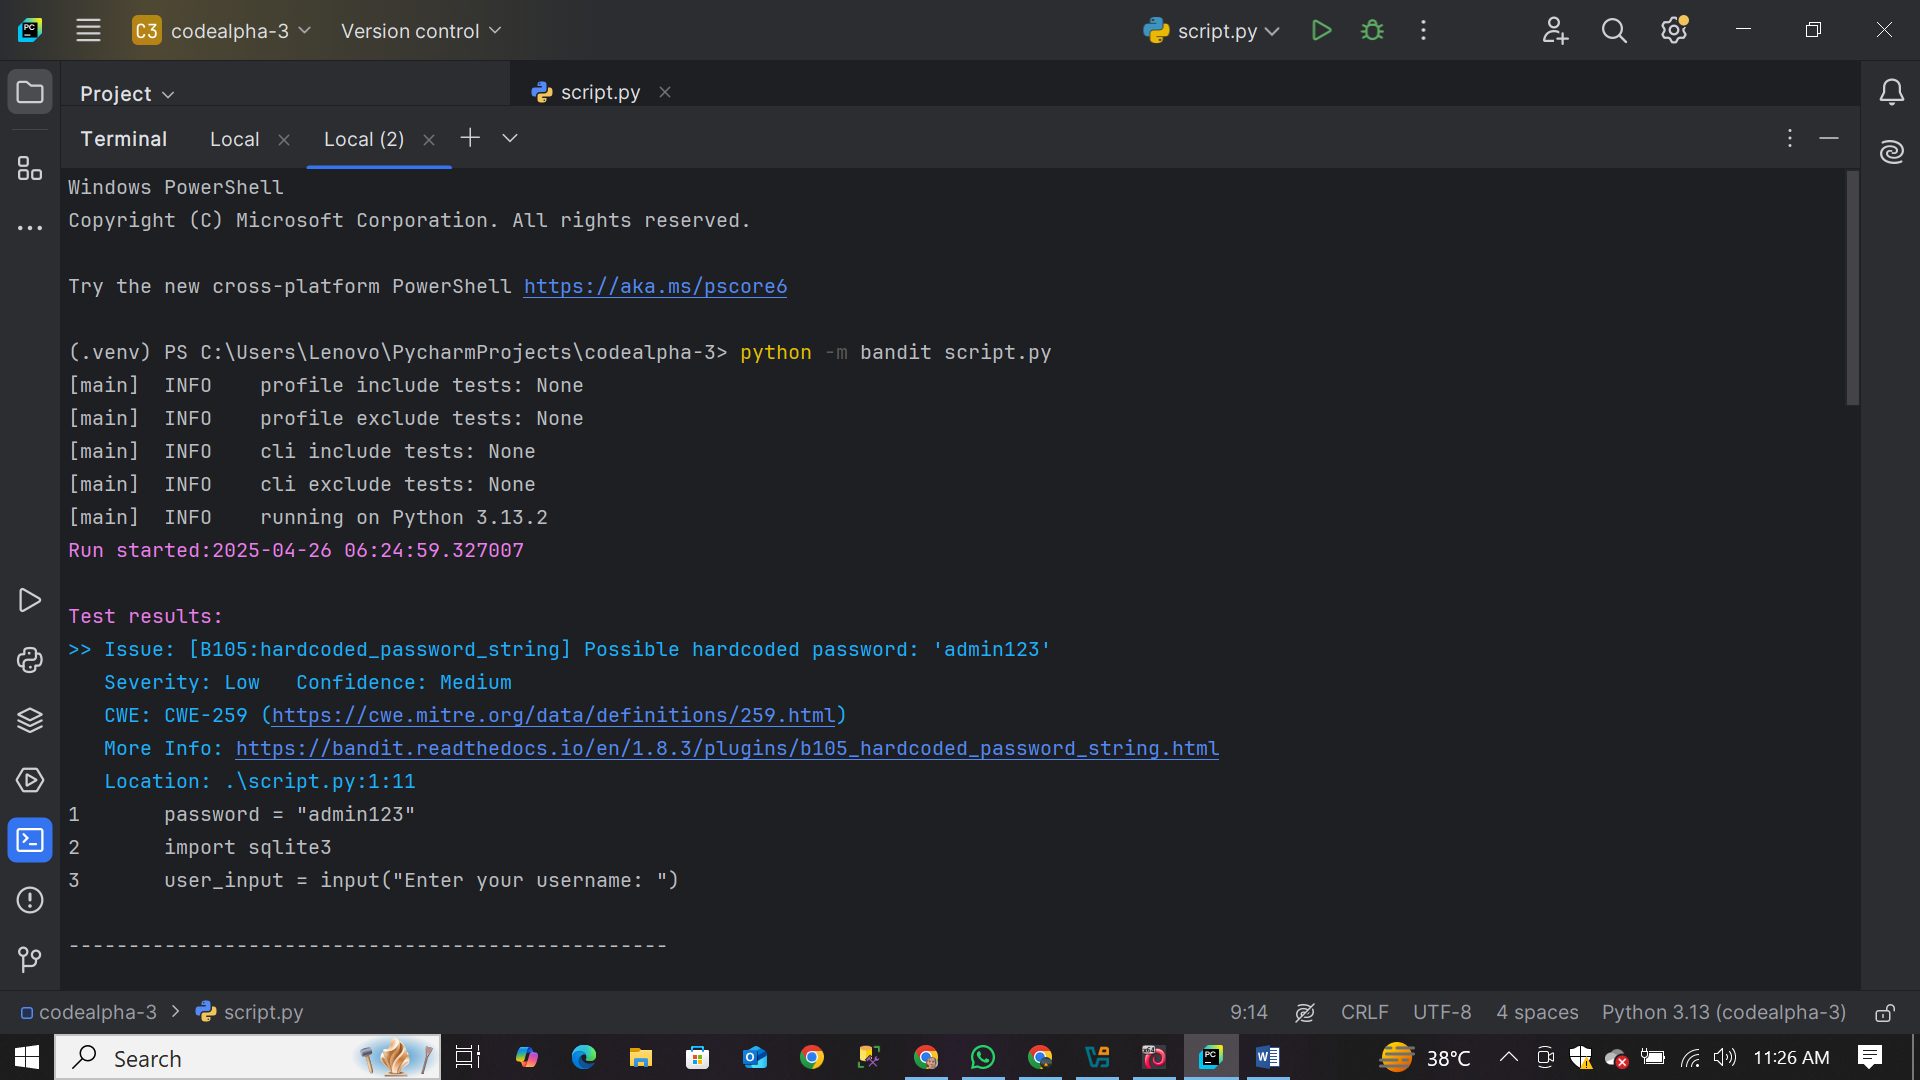 C3 codealpha-3 Version control script.py
Project script.py
Terminal Local Local (2)
Windows PowerShell
Copyright (C) Microsoft Corporation. All rights reserved.
Try the new cross-platform PowerShell https://aka.ms/pscore6
(.venv) PS C:\Users\Lenovo\PycharmProjects\codealpha-3> python -m bandit script.py
[main]  INFO    profile include tests: None
[main]  INFO    profile exclude tests: None
[main]  INFO    cli include tests: None
[main]  INFO    cli exclude tests: None
[main]  INFO    running on Python 3.13.2
Run started:2025-04-26 06:24:59.327007
Test results:
>> Issue: [B105:hardcoded_password_string] Possible hardcoded password: 'admin123'
   Severity: Low   Confidence: Medium
   CWE: CWE-259 (https://cwe.mitre.org/data/definitions/259.html)
   More Info: https://bandit.readthedocs.io/en/1.8.3/plugins/b105_hardcoded_password_string.html
   Location: .\script.py:1:11
1       password = "admin123"
2       import sqlite3
3       user_input = input("Enter your username: ")
--------------------------------------------------
codealpha-3 > script.py 9:14 CRLF UTF-8 4 spaces Python 3.13 (codealpha-3)
Search 38°C 11:26 AM